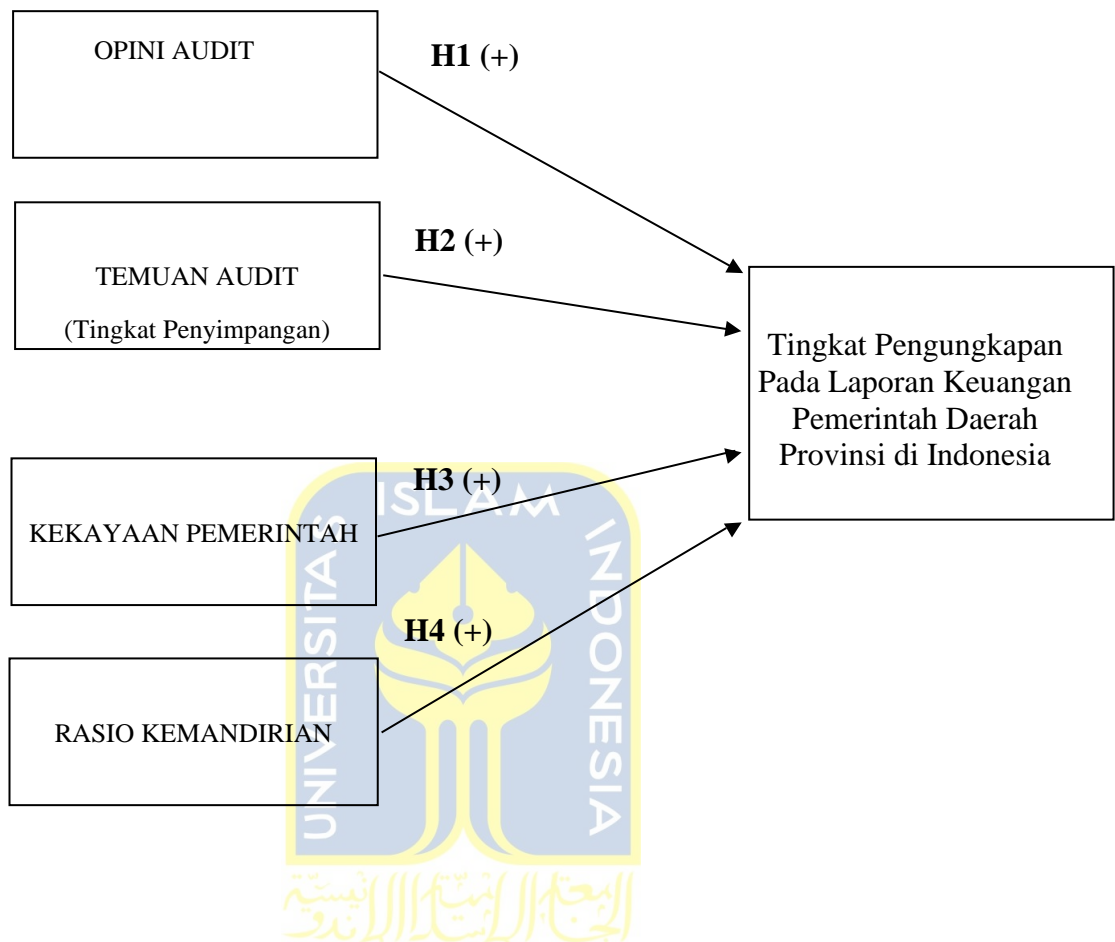 OPINI AUDIT
H1 (+)
TEMUAN AUDIT
(Tingkat Penyimpangan)
H2 (+)
KEKAYAAN PEMERINTAH
H3 (+)
RASIO KEMANDIRIAN
H4 (+)
Tingkat Pengungkapan
Pada Laporan Keuangan
Pemerintah Daerah
Provinsi di Indonesia
UNIVERSITAS
ISLAM
INDONESIA